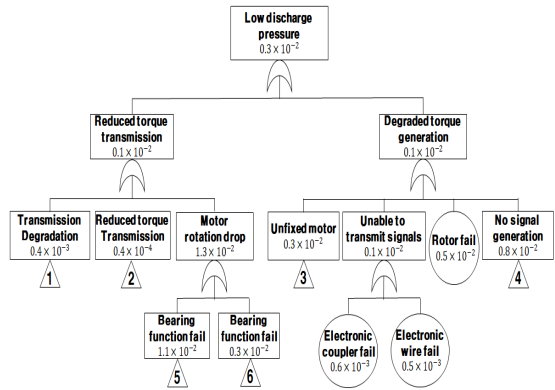 Low discharge
pressure
0.3 × 10⁻²
Reduced torque
transmission
0.1 × 10⁻²
Degraded torque
generation
0.1 × 10⁻²
Transmission
Degradation
0.4 × 10⁻³
1
Reduced torque
Transmission
0.4 × 10⁻⁴
2
Motor
rotation drop
1.3 × 10⁻²
Unfixed motor
0.3 × 10⁻²
3
Unable to
transmit signals
0.1 × 10⁻²
Rotor fail
0.5 × 10⁻²
No signal
generation
0.8 × 10⁻²
4
Bearing
function fail
1.1 × 10⁻²
5
Bearing
function fail
0.3 × 10⁻²
6
Electronic
coupler fail
0.6 × 10⁻³
Electronic
wire fail
0.5 × 10⁻³